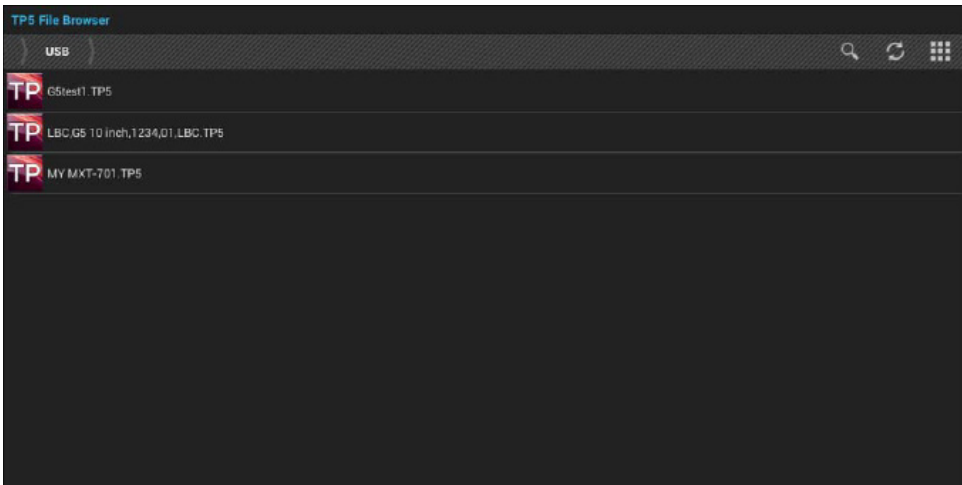 TP5 File Browser
USB
TP G5test1.TP5
TP LBC,G5 10 inch,1234,01,LBC.TP5
TP MY MXT-701.TP5